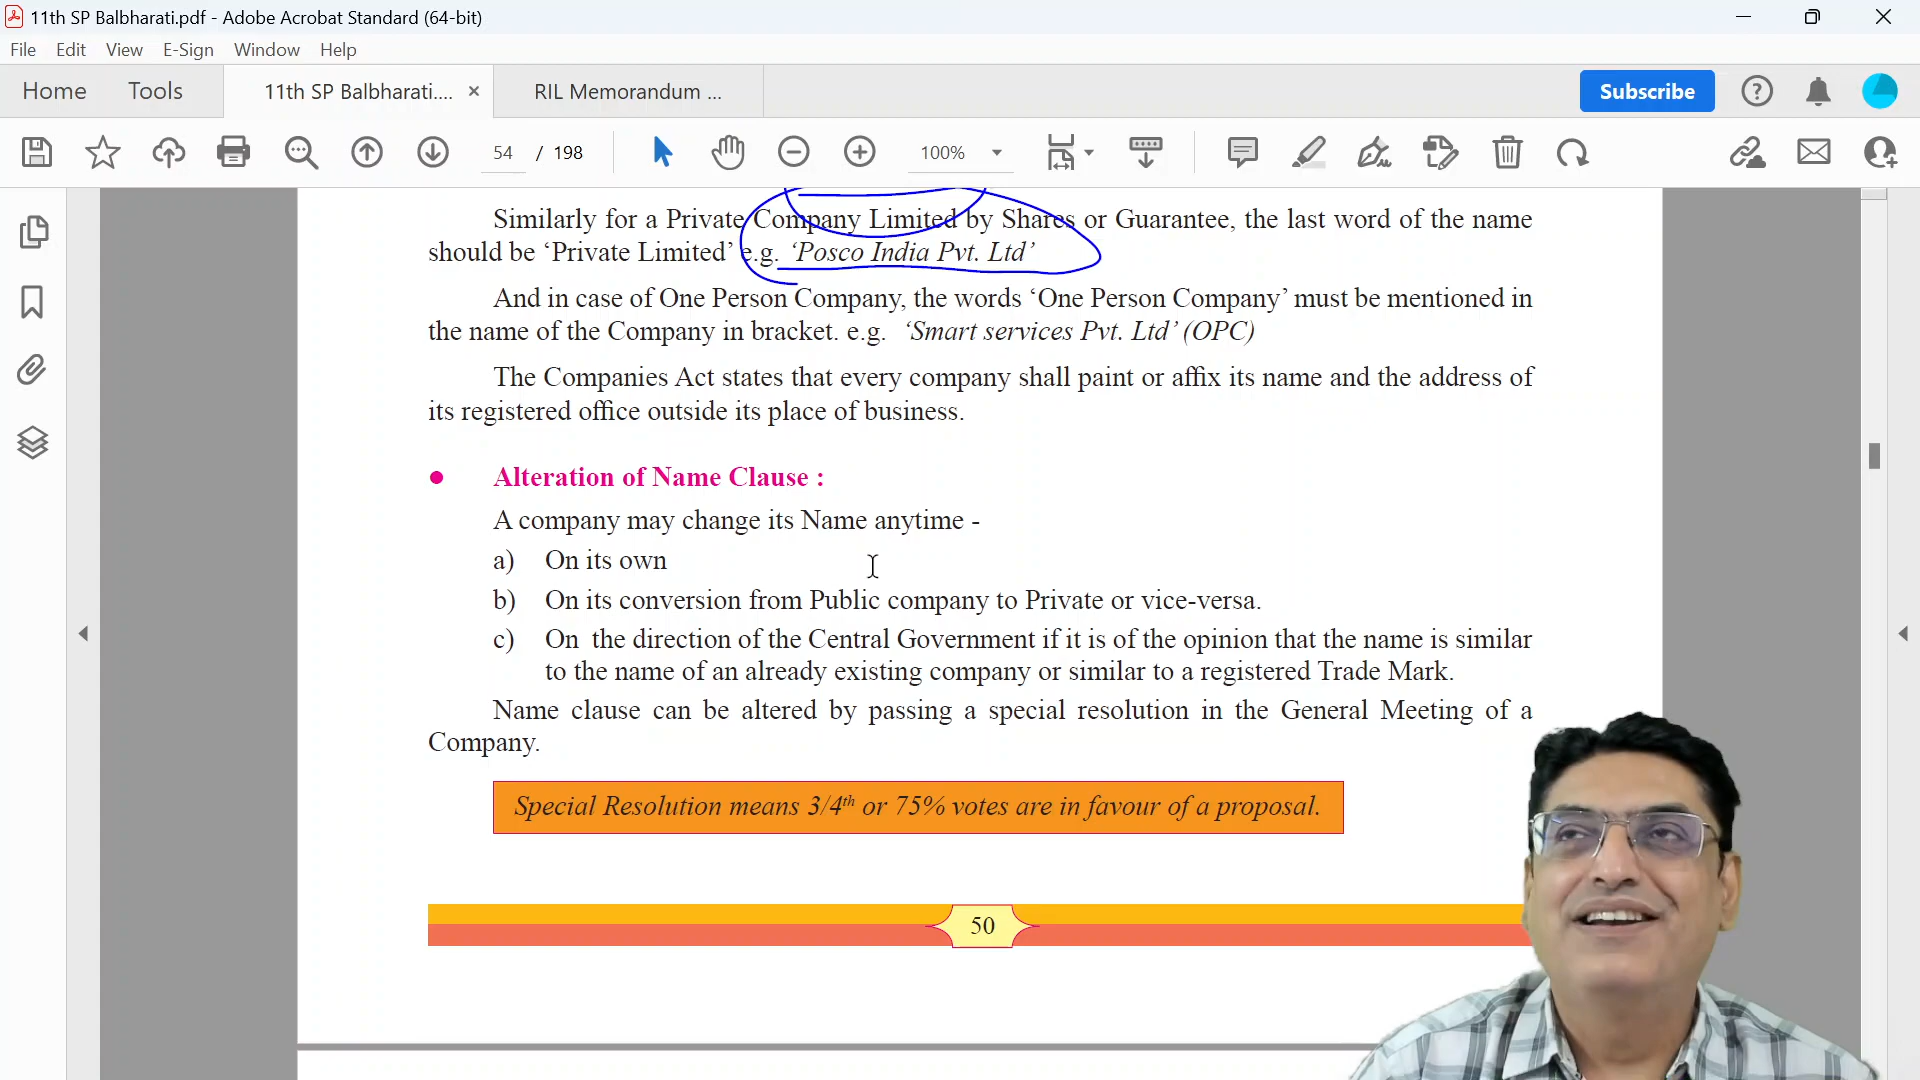 11th SP Balbharati.pdf - Adobe Acrobat Standard (64-bit)
File Edit View E-Sign Window Help
Home Tools 11th SP Balbharati.... × RIL Memorandum ... Subscribe
54 / 198 100%
Similarly for a Private Company Limited by Shares or Guarantee, the last word of the name
should be ‘Private Limited’ e.g. ‘Posco India Pvt. Ltd’
And in case of One Person Company, the words ‘One Person Company’ must be mentioned in
the name of the Company in bracket. e.g. ‘Smart services Pvt. Ltd’ (OPC)
The Companies Act states that every company shall paint or affix its name and the address of
its registered office outside its place of business.
● Alteration of Name Clause :
A company may change its Name anytime -
a) On its own
b) On its conversion from Public company to Private or vice-versa.
c) On the direction of the Central Government if it is of the opinion that the name is similar
to the name of an already existing company or similar to a registered Trade Mark.
Name clause can be altered by passing a special resolution in the General Meeting of a
Company.
Special Resolution means 3/4th or 75% votes are in favour of a proposal.
50